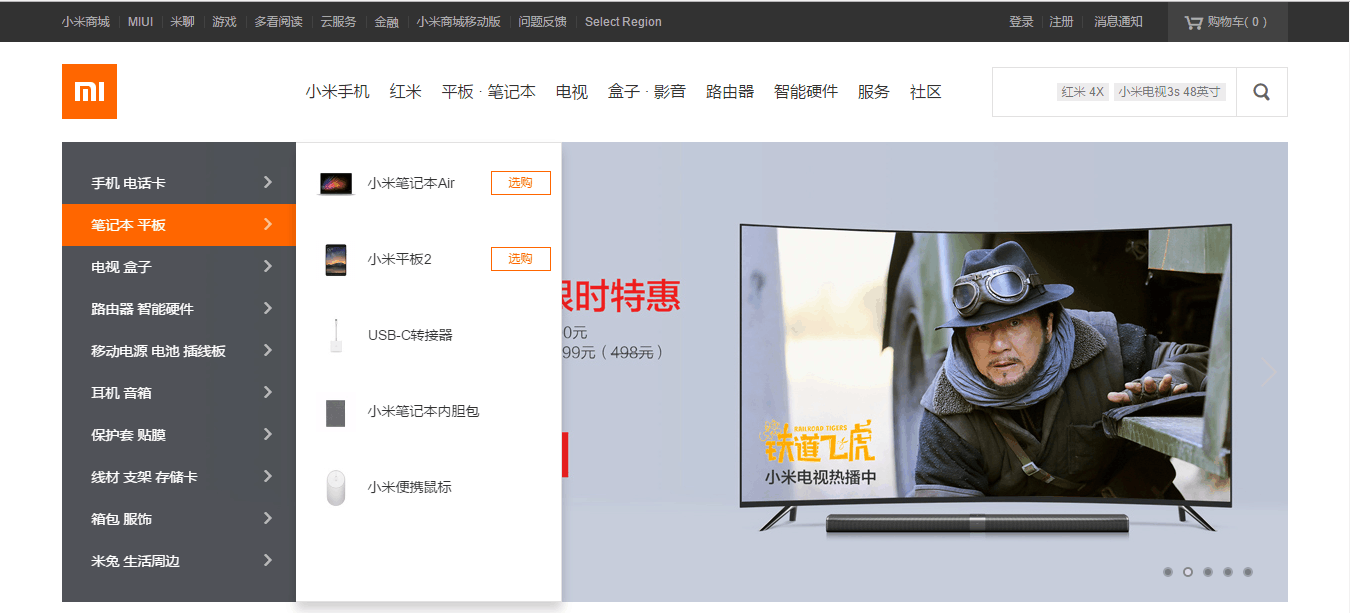 小米商城 MIUI 米聊 游戏 多看阅读 云服务 金融 小米商城移动版 问题反馈 Select Region 登录 注册 消息通知 购物车( 0 )
MI 小米手机 红米 平板 · 笔记本 电视 盒子 · 影音 路由器 智能硬件 服务 社区 红米 4X 小米电视3s 48英寸
手机 电话卡
笔记本 平板
电视 盒子
路由器 智能硬件
移动电源 电池 插线板
耳机 音箱
保护套 贴膜
线材 支架 存储卡
箱包 服饰
米兔 生活周边
小米笔记本Air 选购
小米平板2 选购
USB-C转接器
小米笔记本内胆包
小米便携鼠标
时特惠
0元
99元 ( 498元 )
RAILROAD TIGERS
铁道飞虎
小米电视热播中